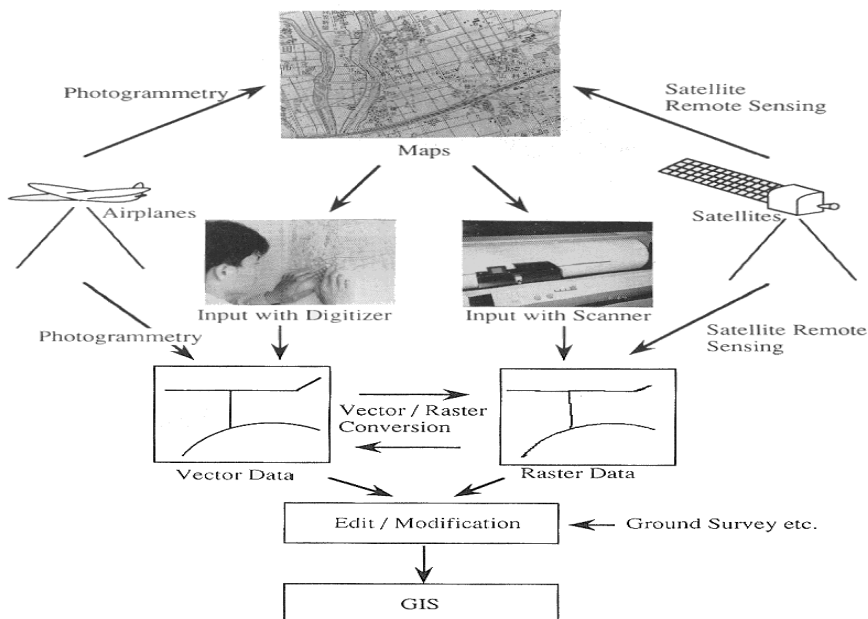 Photogrammetry
Satellite
Remote Sensing
Maps
Airplanes
Satellites
Input with Digitizer
Input with Scanner
Photogrammetry
Satellite Remote
Sensing
Vector / Raster
Conversion
Vector Data
Raster Data
Edit / Modification
Ground Survey etc.
GIS